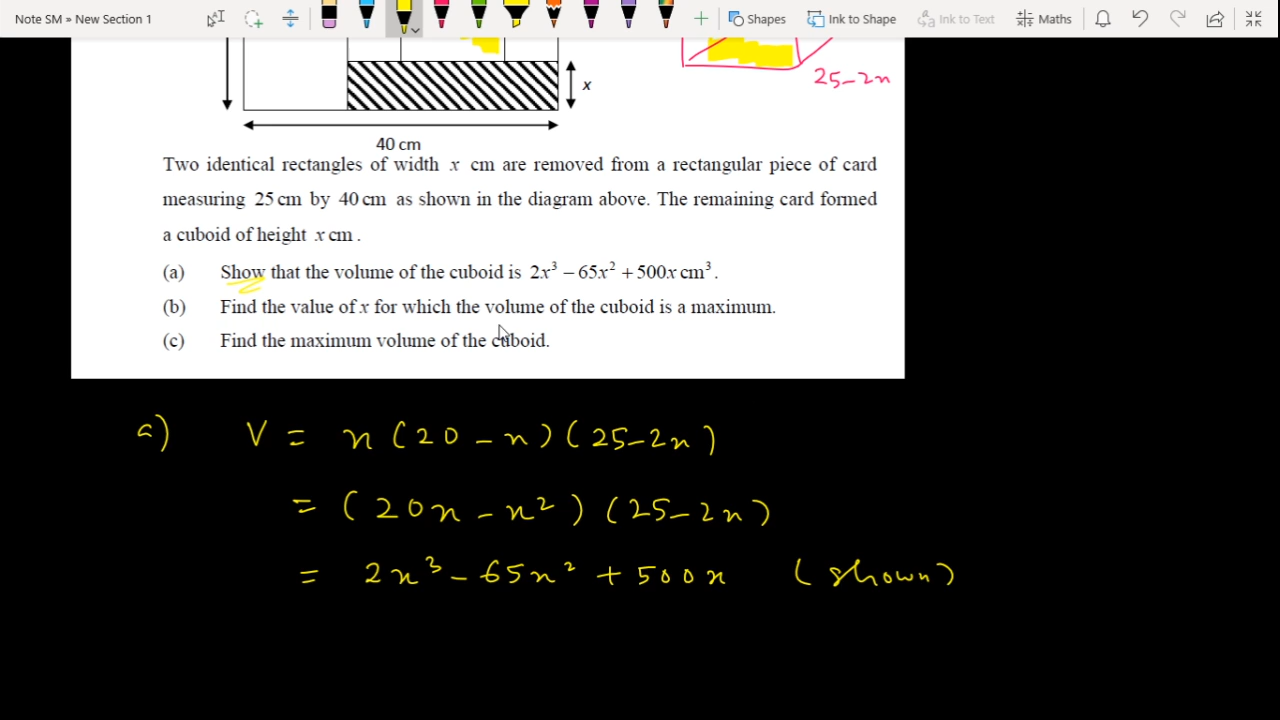 Note SM » New Section 1
Shapes
Ink to Shape
Ink to Text
Maths
25-2x
x
40 cm
Two identical rectangles of width x cm are removed from a rectangular piece of card
measuring 25 cm by 40 cm as shown in the diagram above. The remaining card formed
a cuboid of height x cm.
(a) Show that the volume of the cuboid is 2x³ − 65x² + 500x cm³.
(b) Find the value of x for which the volume of the cuboid is a maximum.
(c) Find the maximum volume of the cuboid.
a) V = x(20-x)(25-2x)
= (20x-x²)(25-2x)
= 2x³-65x²+500x (shown)